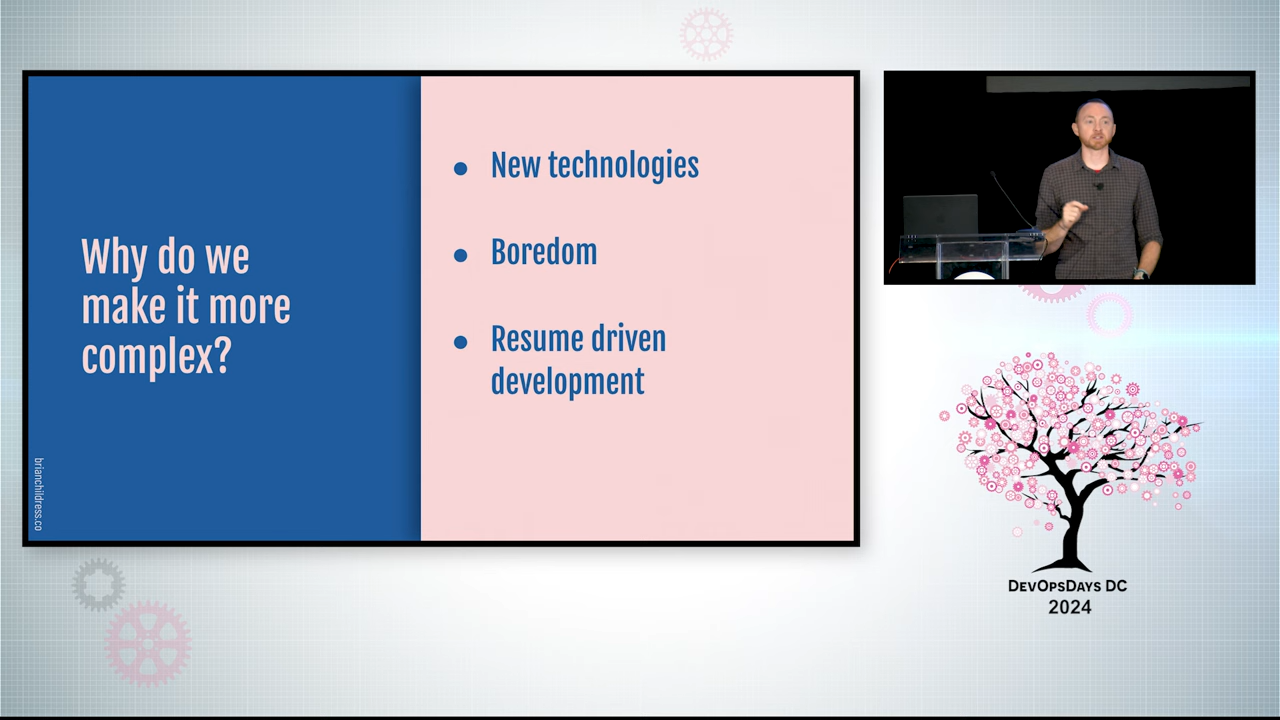 Why do we
make it more
complex?
brianchildress.co
● New technologies
● Boredom
● Resume driven
development
DevOpsDays DC
2024